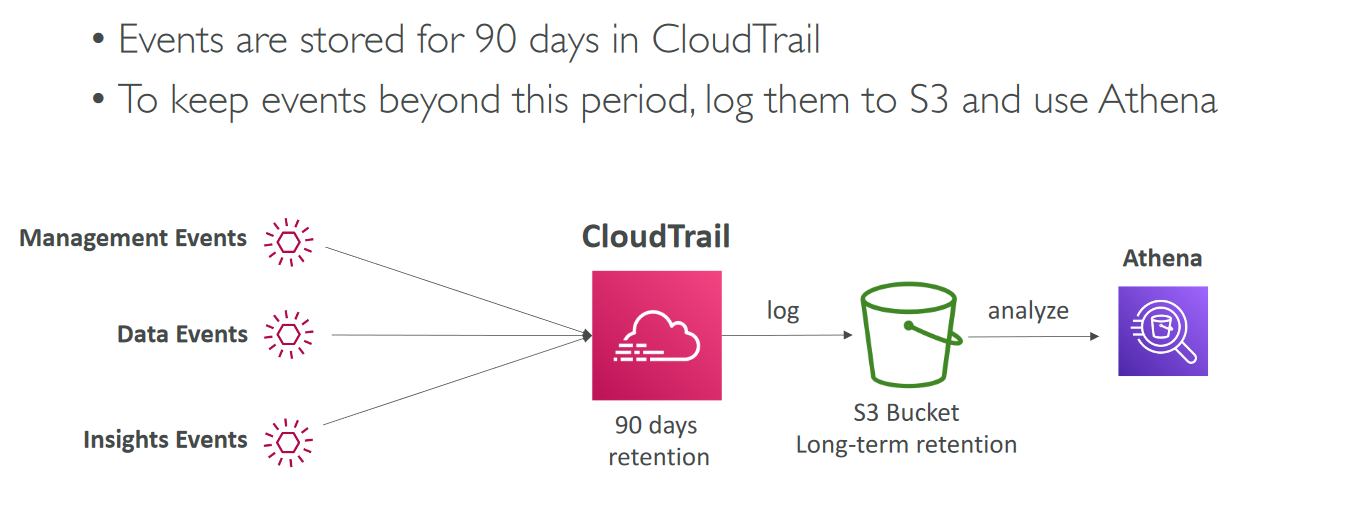 • Events are stored for 90 days in CloudTrail
• To keep events beyond this period, log them to S3 and use Athena
Management Events
Data Events
Insights Events
CloudTrail
90 days
retention
log
S3 Bucket
Long-term retention
analyze
Athena